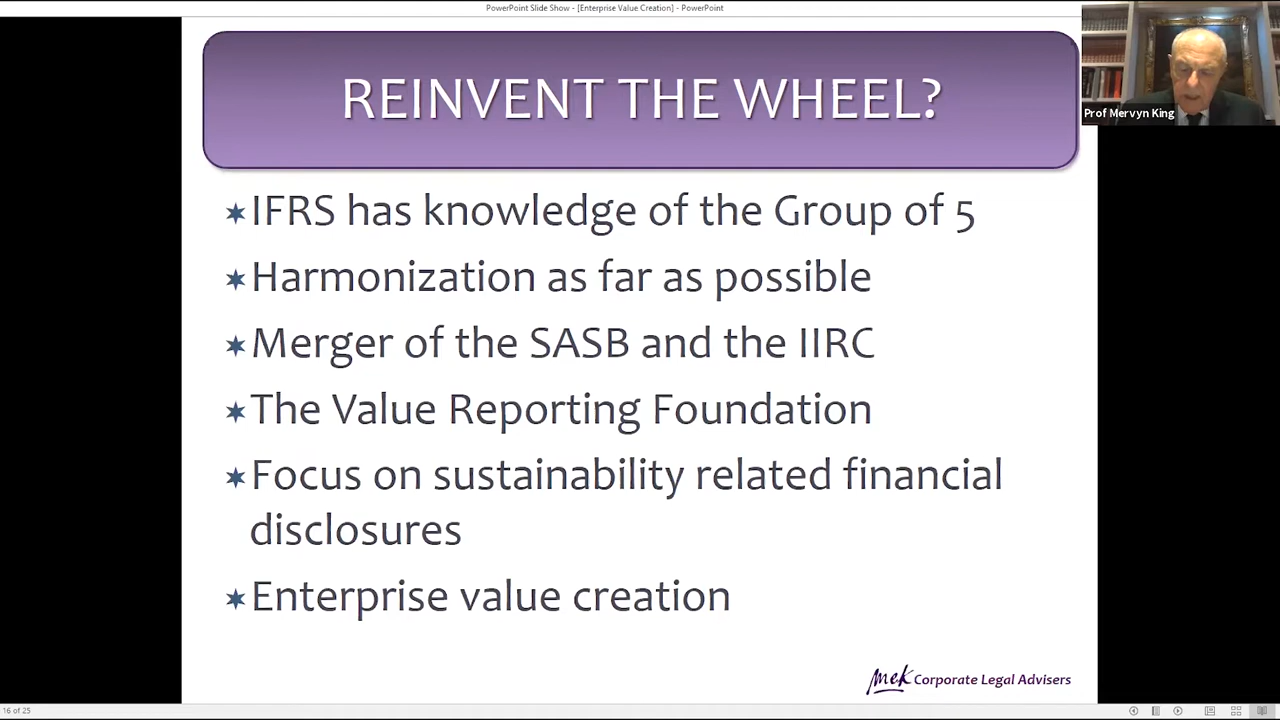 PowerPoint Slide Show - [Enterprise Value Creation] - PowerPoint
REINVENT THE WHEEL?
Prof Mervyn King
IFRS has knowledge of the Group of 5
Harmonization as far as possible
Merger of the SASB and the IIRC
The Value Reporting Foundation
Focus on sustainability related financial
disclosures
Enterprise value creation
mek Corporate Legal Advisers
16 of 25